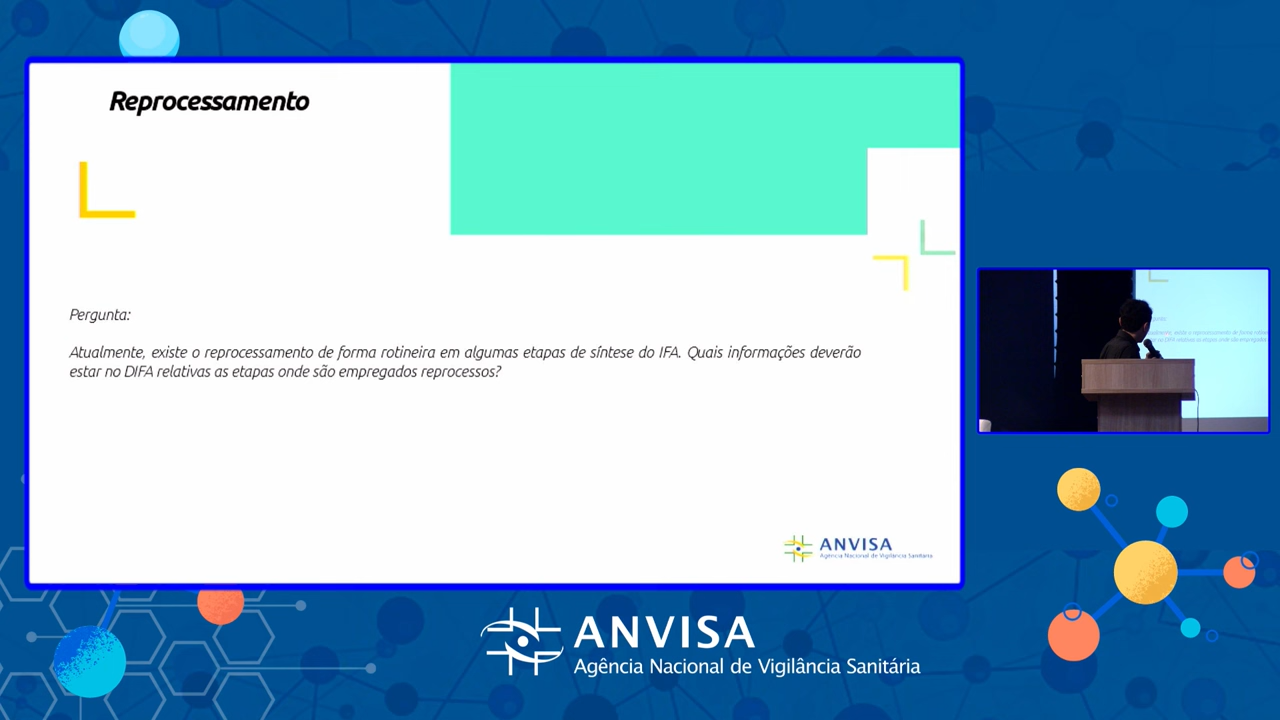 Reprocessamento
Pergunta:
Atualmente, existe o reprocessamento de forma rotineira em algumas etapas de síntese do IFA. Quais informações deverão
estar no DIFA relativas as etapas onde são empregados reprocessos?
ANVISA
Agência Nacional de Vigilância Sanitária
ANVISA
Agência Nacional de Vigilância Sanitária